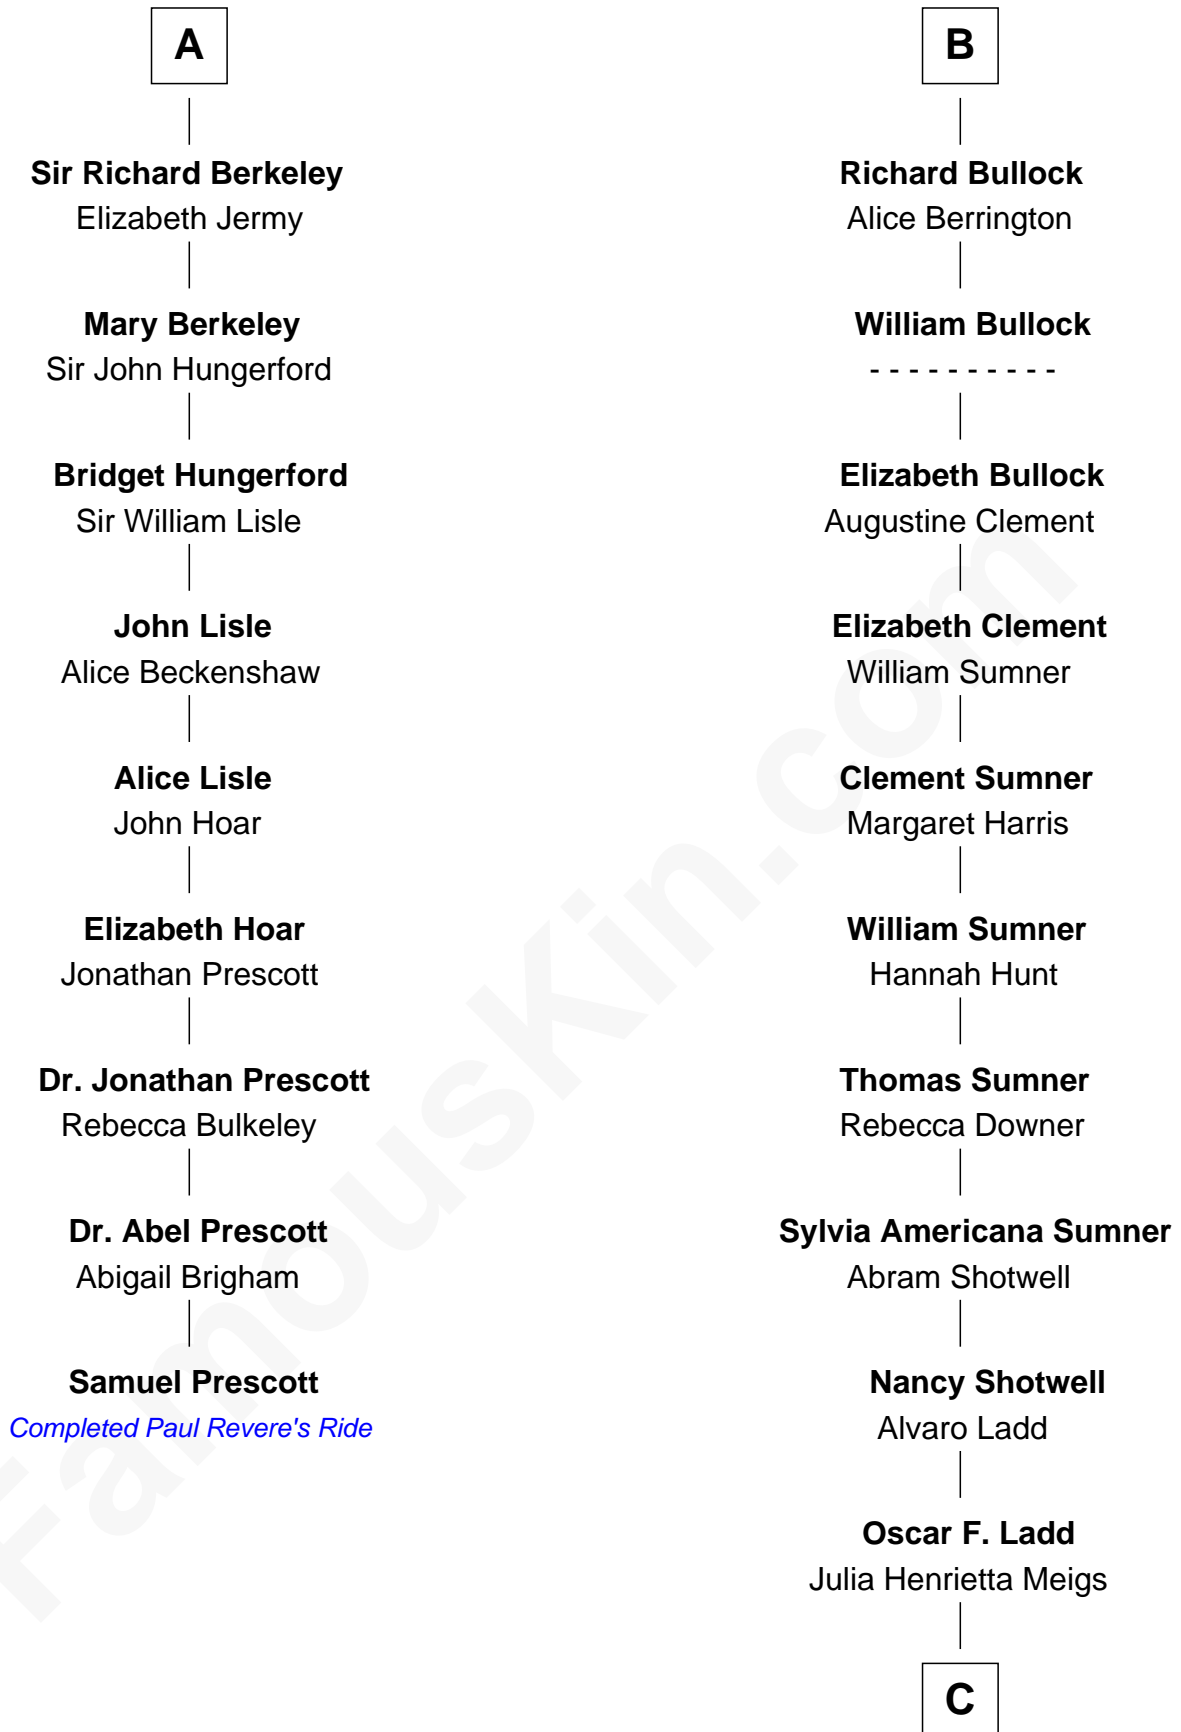 A
Sir Richard Berkeley
Elizabeth Jermy
Mary Berkeley
Sir John Hungerford
Bridget Hungerford
Sir William Lisle
John Lisle
Alice Beckenshaw
Alice Lisle
John Hoar
Elizabeth Hoar
Jonathan Prescott
Dr. Jonathan Prescott
Rebecca Bulkeley
Dr. Abel Prescott
Abigail Brigham
Samuel Prescott
Completed Paul Revere's Ride
B
Richard Bullock
Alice Berrington
William Bullock
- - - - - - - - - -
Elizabeth Bullock
Augustine Clement
Elizabeth Clement
William Sumner
Clement Sumner
Margaret Harris
William Sumner
Hannah Hunt
Thomas Sumner
Rebecca Downer
Sylvia Americana Sumner
Abram Shotwell
Nancy Shotwell
Alvaro Ladd
Oscar F. Ladd
Julia Henrietta Meigs
C
FamousKin.com